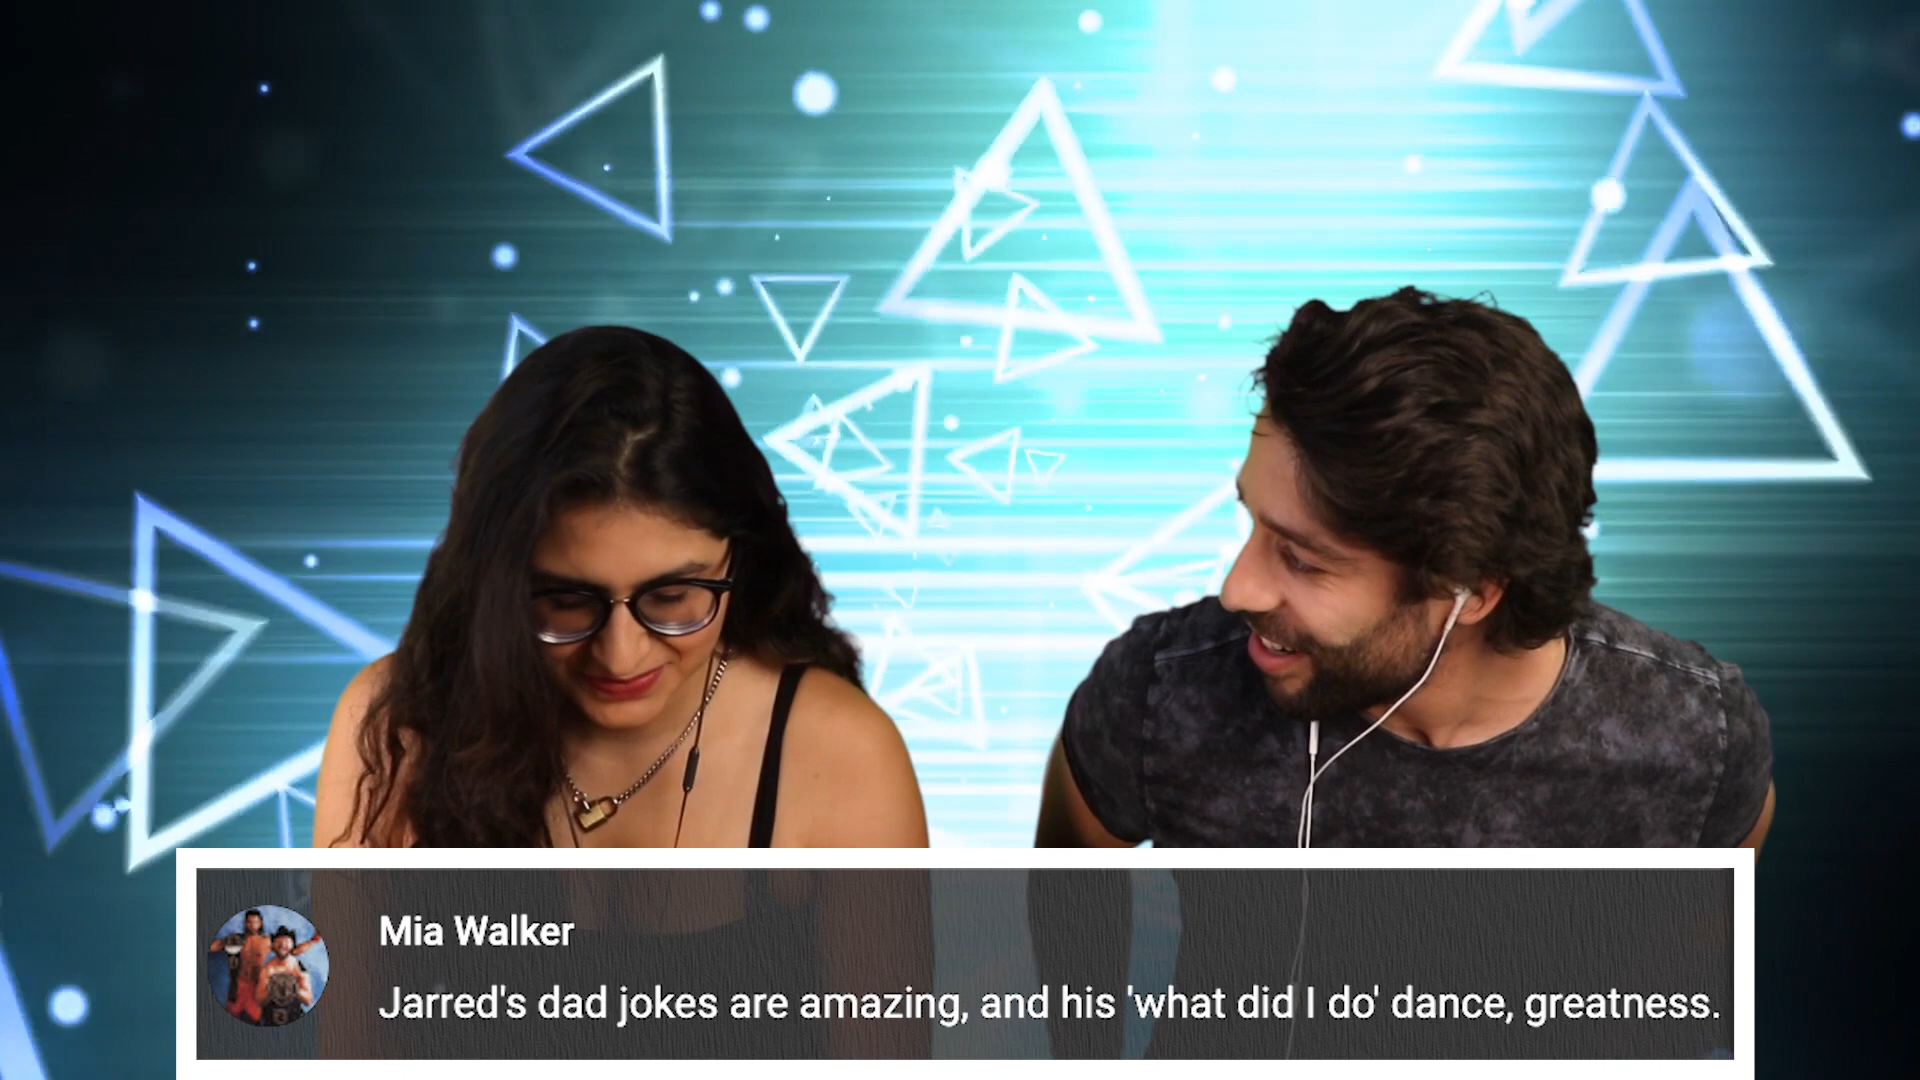 Mia Walker
Jarred's dad jokes are amazing, and his 'what did I do' dance, greatness.